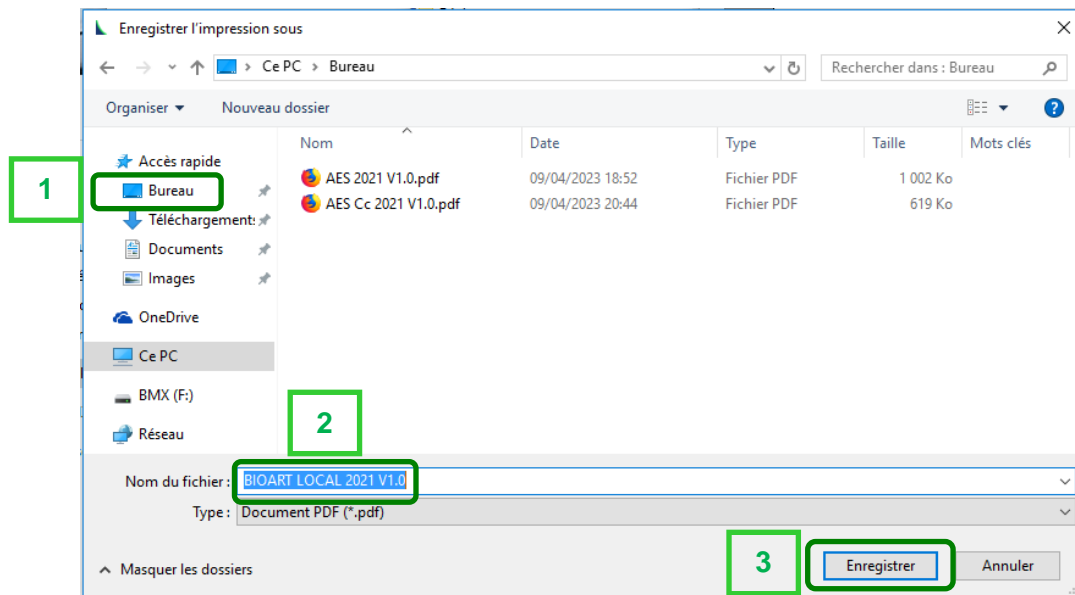 Enregistrer l'impression sous
Ce PC > Bureau
Rechercher dans : Bureau
Organiser
Nouveau dossier
Nom Date Type Taille Mots clés
1
Accès rapide
Bureau
Téléchargement
Documents
Images
OneDrive
Ce PC
BMX (F:)
Réseau
AES 2021 V1.0.pdf 09/04/2023 18:52 Fichier PDF 1 002 Ko
AES Cc 2021 V1.0.pdf 09/04/2023 20:44 Fichier PDF 619 Ko
2
Nom du fichier : BIOART LOCAL 2021 V1.0
Type : Document PDF (*.pdf)
3
Masquer les dossiers
Enregistrer
Annuler